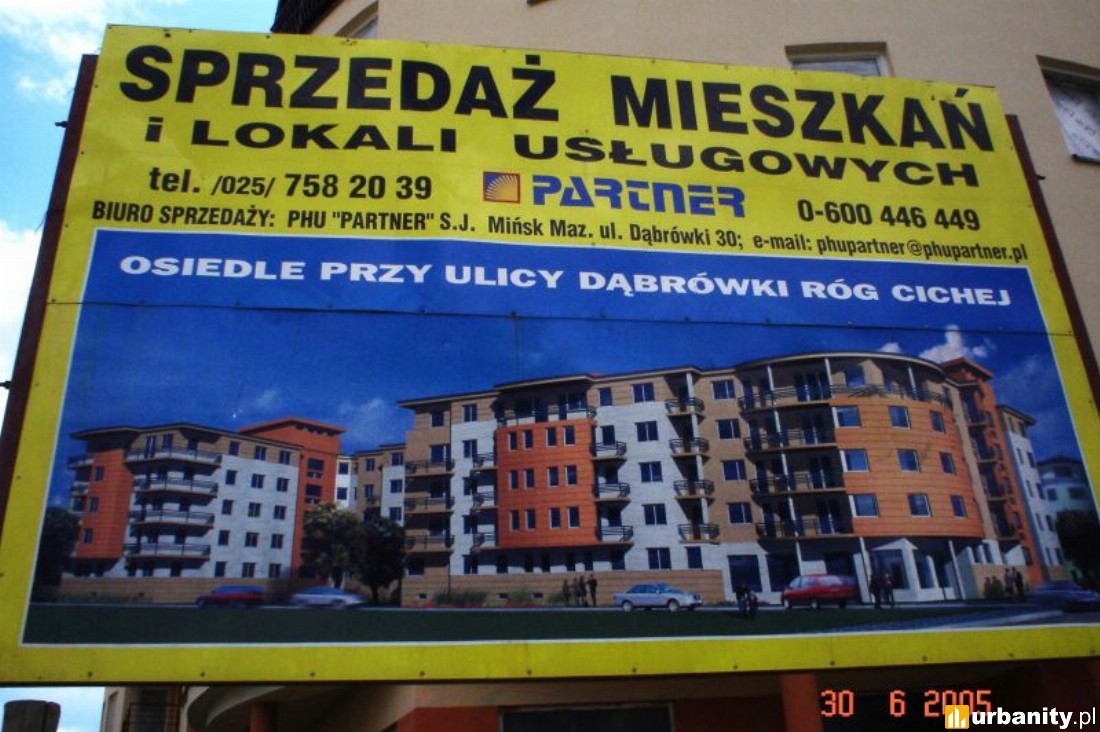 SPRZEDAŻ MIESZKAŃ
i LOKALI USŁUGOWYCH
tel. /025/ 758 20 39 PARTNER 0-600 446 449
BIURO SPRZEDAŻY: PHU "PARTNER" S.J. Mińsk Maz. ul. Dąbrówki 30; e-mail: phupartner@phupartner.pl
OSIEDLE PRZY ULICY DĄBRÓWKI RÓG CICHEJ
30 6 2005
urbanity.pl